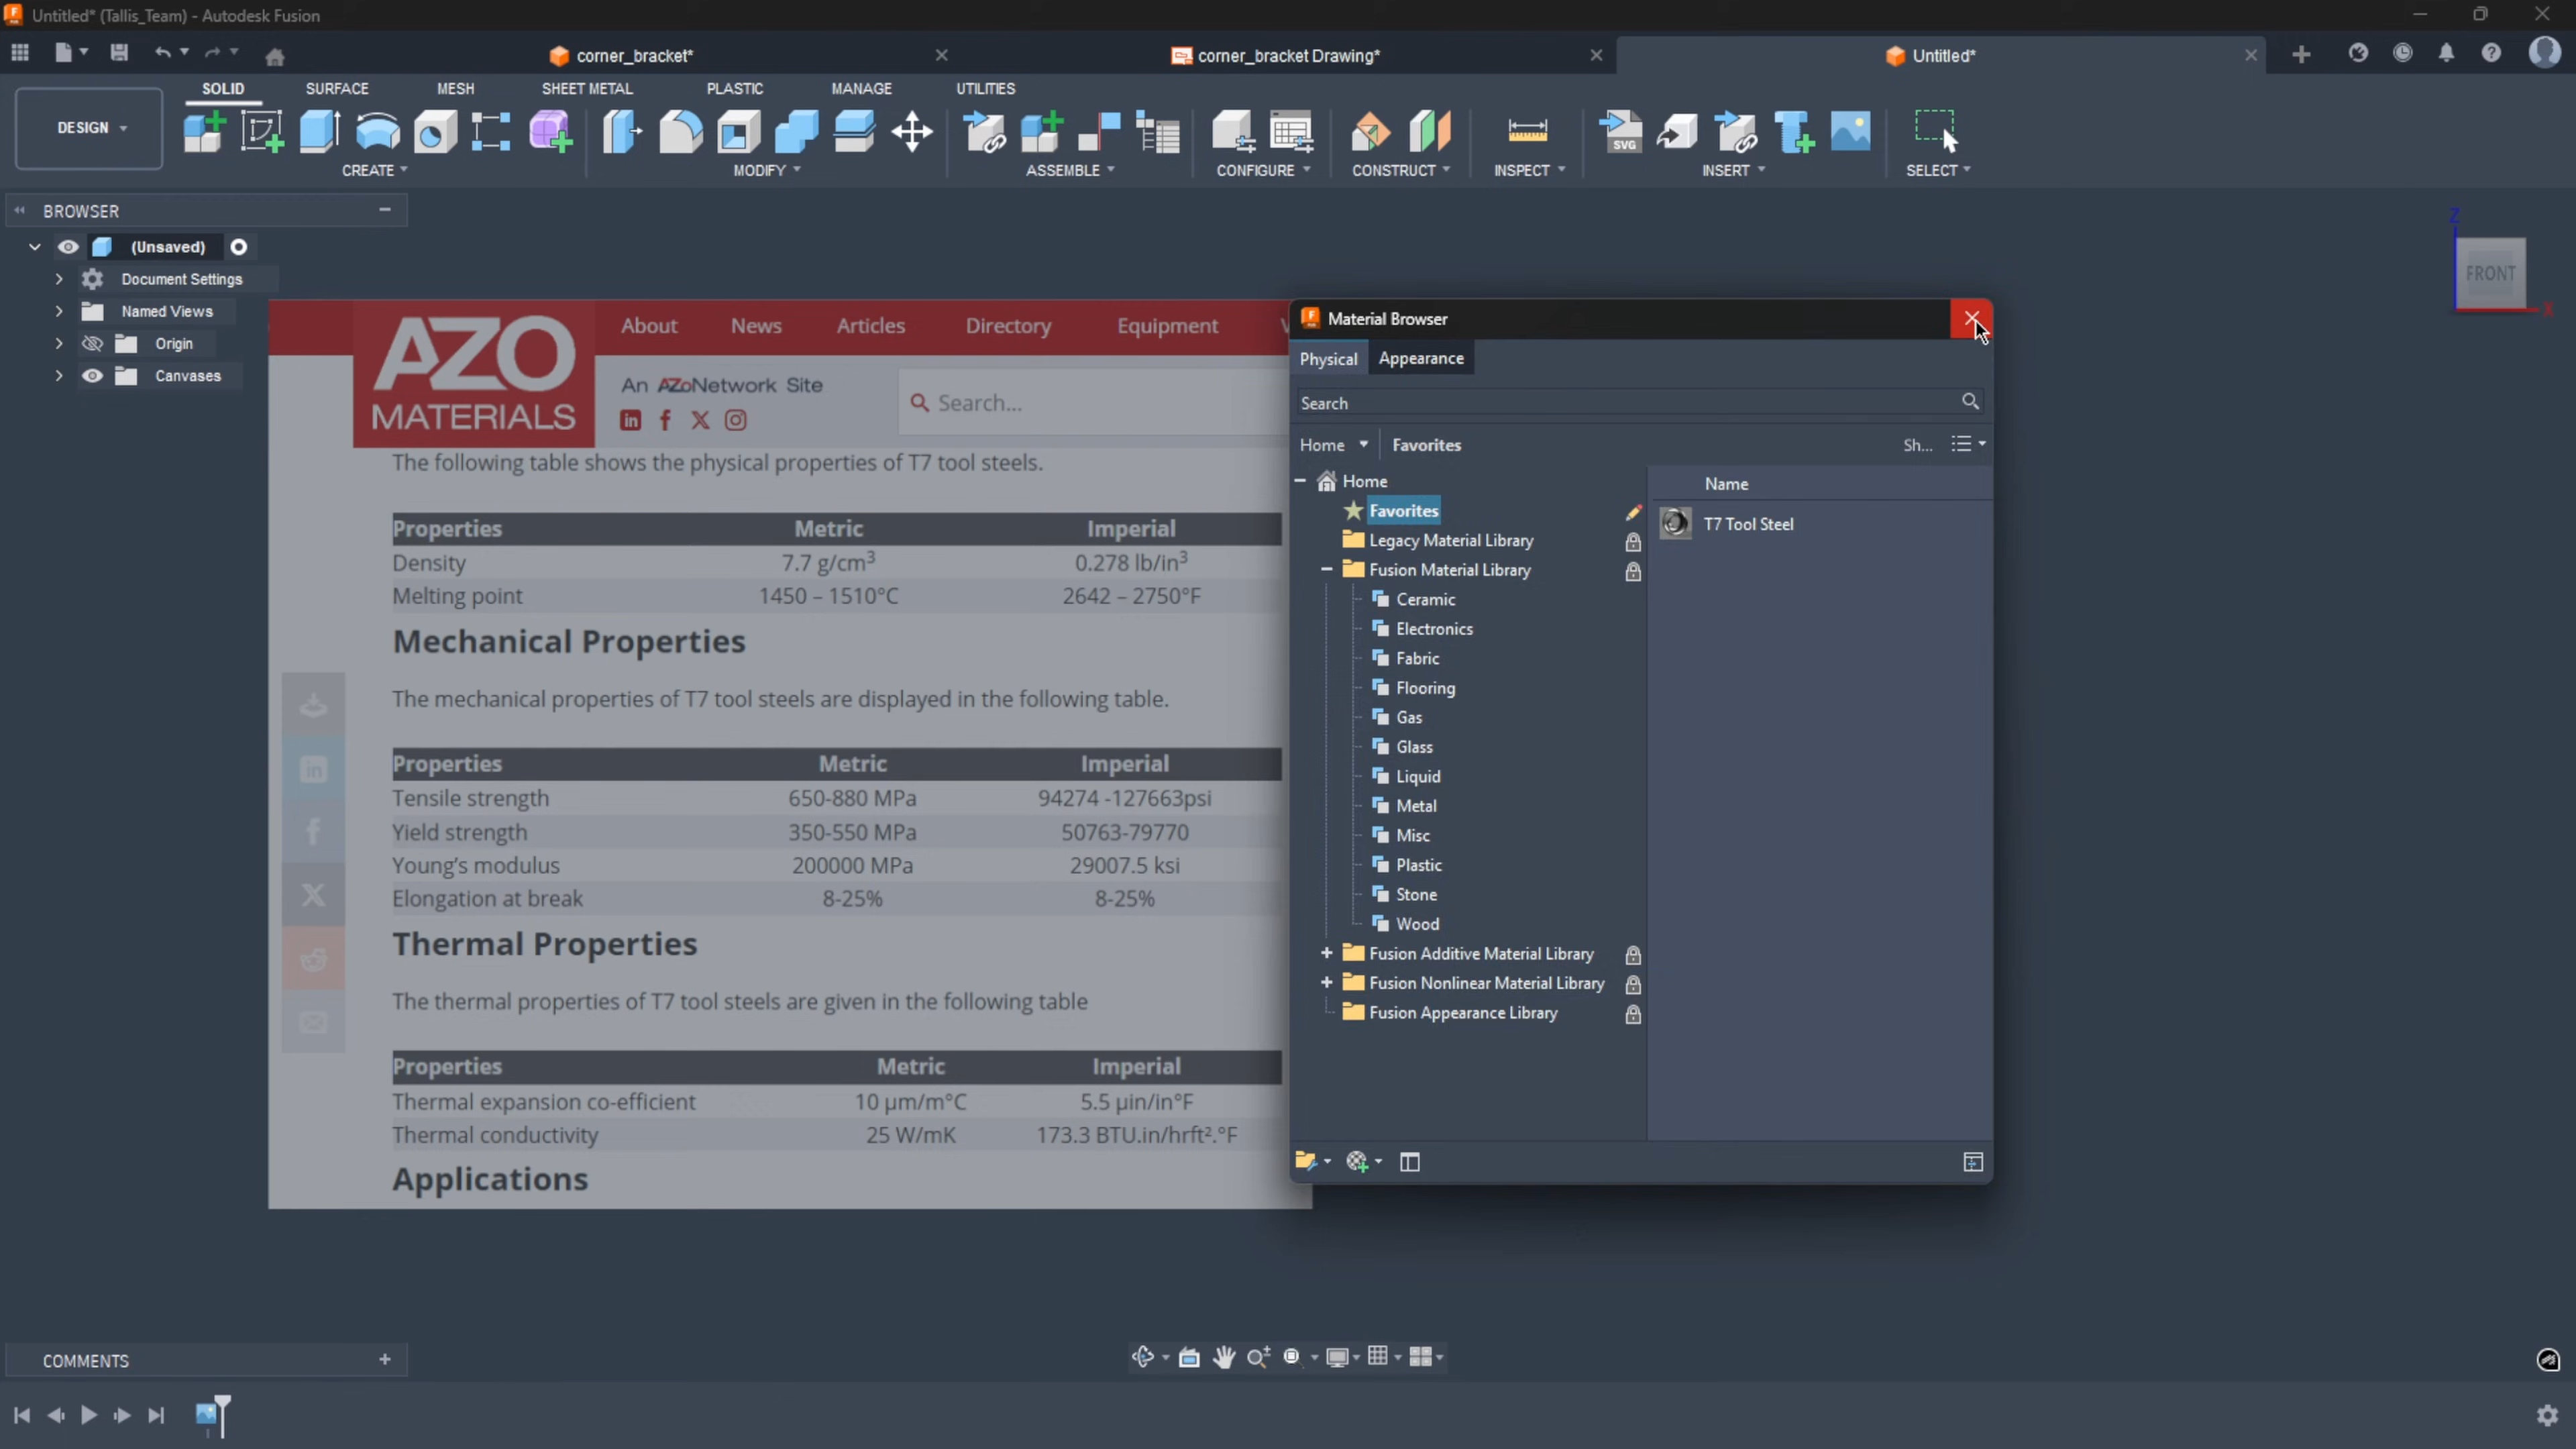 Untitled* (Tallis_Team) - Autodesk Fusion
corner_bracket*
corner_bracket Drawing*
Untitled*
SOLID
SURFACE
MESH
SHEET METAL
PLASTIC
MANAGE
UTILITIES
DESIGN
CREATE
MODIFY
ASSEMBLE
CONFIGURE
CONSTRUCT
INSPECT
SVG
INSERT
SELECT
BROWSER
(Unsaved)
Document Settings
Named Views
Origin
Canvases
Z
FRONT
X
AZO
MATERIALS
About
News
Articles
Directory
Equipment
An AZoNetwork Site
Search...
The following table shows the physical properties of T7 tool steels.
Properties Metric Imperial
Density 7.7 g/cm³ 0.278 lb/in³
Melting point 1450 – 1510°C 2642 – 2750°F
Mechanical Properties
The mechanical properties of T7 tool steels are displayed in the following table.
Properties Metric Imperial
Tensile strength 650-880 MPa 94274 -127663psi
Yield strength 350-550 MPa 50763-79770
Young's modulus 200000 MPa 29007.5 ksi
Elongation at break 8-25% 8-25%
Thermal Properties
The thermal properties of T7 tool steels are given in the following table
Properties Metric Imperial
Thermal expansion co-efficient 10 µm/m°C 5.5 µin/in°F
Thermal conductivity 25 W/mK 173.3 BTU.in/hrft².°F
Applications
Material Browser
Physical
Appearance
Search
Home
Favorites
Sh...
Home
Favorites
Legacy Material Library
Fusion Material Library
Ceramic
Electronics
Fabric
Flooring
Gas
Glass
Liquid
Metal
Misc
Plastic
Stone
Wood
Fusion Additive Material Library
Fusion Nonlinear Material Library
Fusion Appearance Library
Name
T7 Tool Steel
COMMENTS